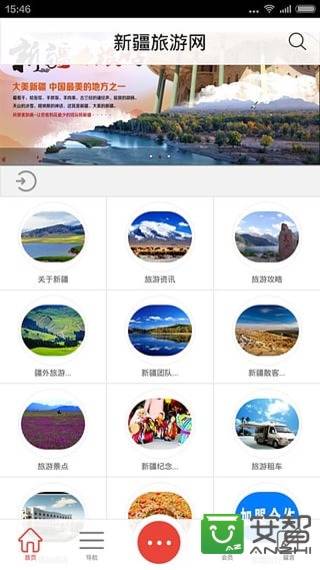 15:46
新疆旅游网
大美新疆 中国最美的地方之一
关于新疆
旅游资讯
旅游攻略
疆外旅游...
新疆团队...
新疆散客...
旅游景点
新疆纪念...
旅游租车
加盟合作
首页
导航
会员
留言
安智
AZ
ANZHI